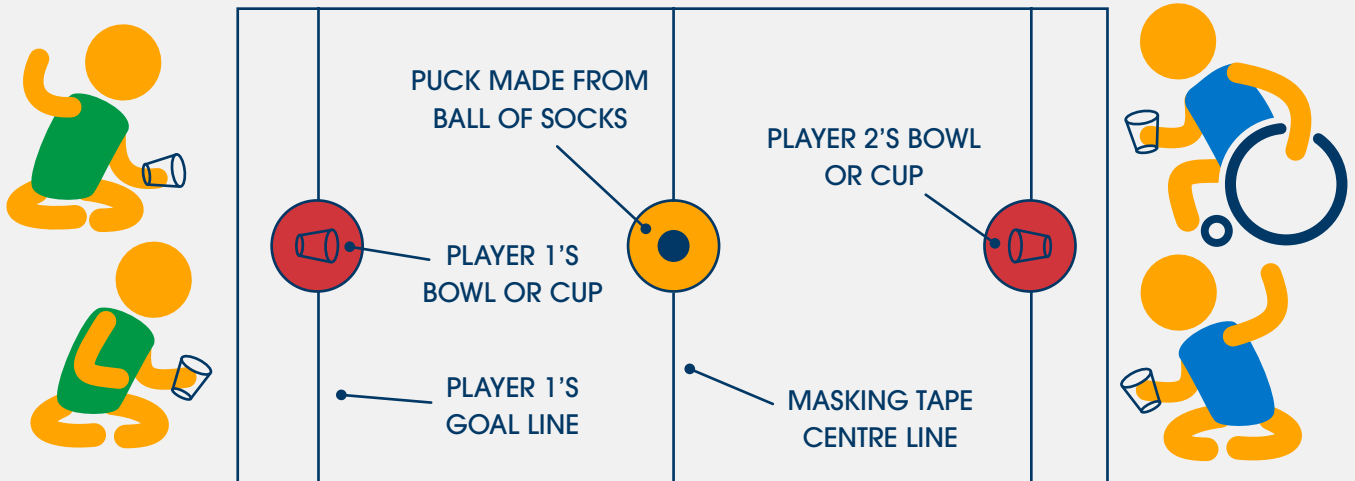 PUCK MADE FROM
BALL OF SOCKS
PLAYER 2'S BOWL
OR CUP
PLAYER 1'S
BOWL OR CUP
PLAYER 1'S
GOAL LINE
MASKING TAPE
CENTRE LINE